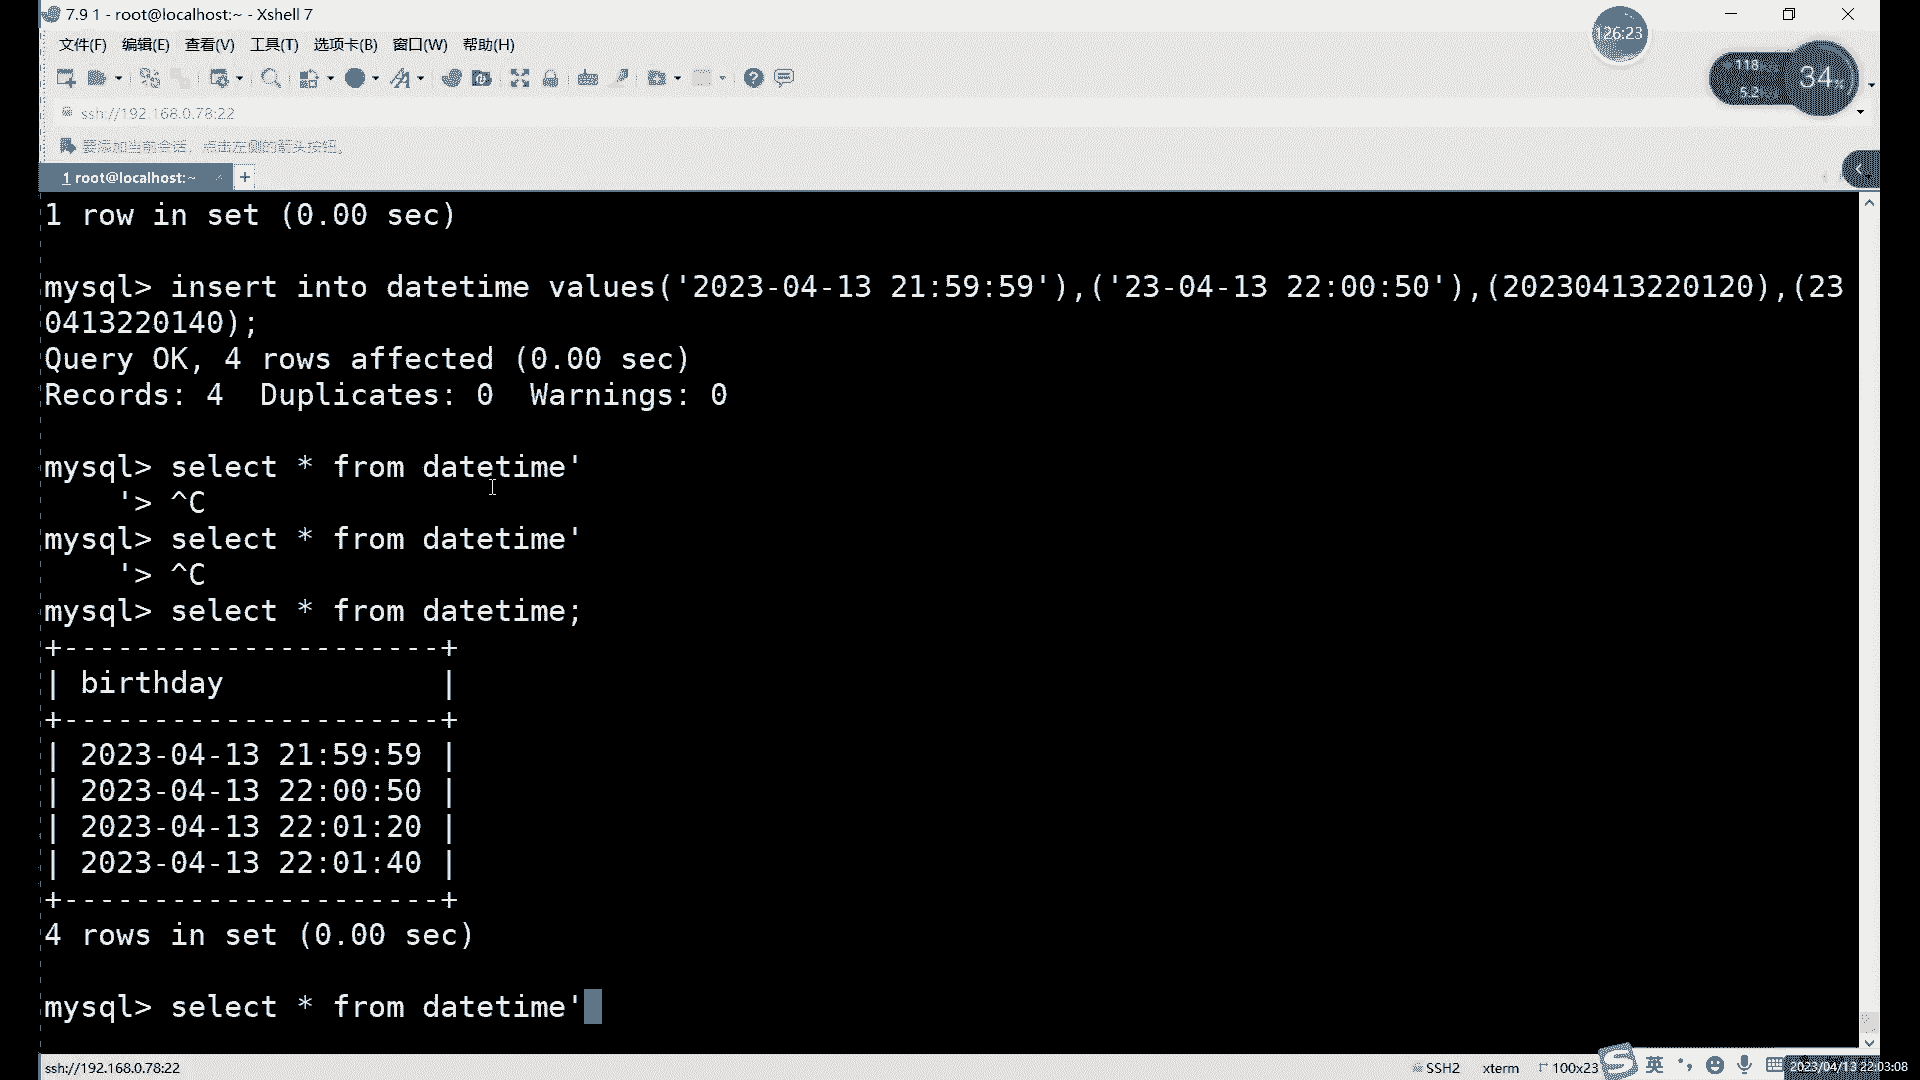 7.9 1 - root@localhost:~ - Xshell 7
126:23
文件(F) 编辑(E) 查看(V) 工具(T) 选项卡(B) 窗口(W) 帮助(H)
118
34%
5.2
ssh://192.168.0.78:22
要添加当前会话，点击左侧的箭头按钮。
1 root@localhost:~
1 row in set (0.00 sec)
mysql> insert into datetime values('2023-04-13 21:59:59'),('23-04-13 22:00:50'),(20230413220120),(23
0413220140);
Query OK, 4 rows affected (0.00 sec)
Records: 4  Duplicates: 0  Warnings: 0
mysql> select * from datetime'
    '> ^C
mysql> select * from datetime'
    '> ^C
mysql> select * from datetime;
+---------------------+
| birthday            |
+---------------------+
| 2023-04-13 21:59:59 |
| 2023-04-13 22:00:50 |
| 2023-04-13 22:01:20 |
| 2023-04-13 22:01:40 |
+---------------------+
4 rows in set (0.00 sec)
mysql> select * from datetime'
ssh://192.168.0.78:22 SSH2 xterm 100x23 英 2023/04/13 22:03:08